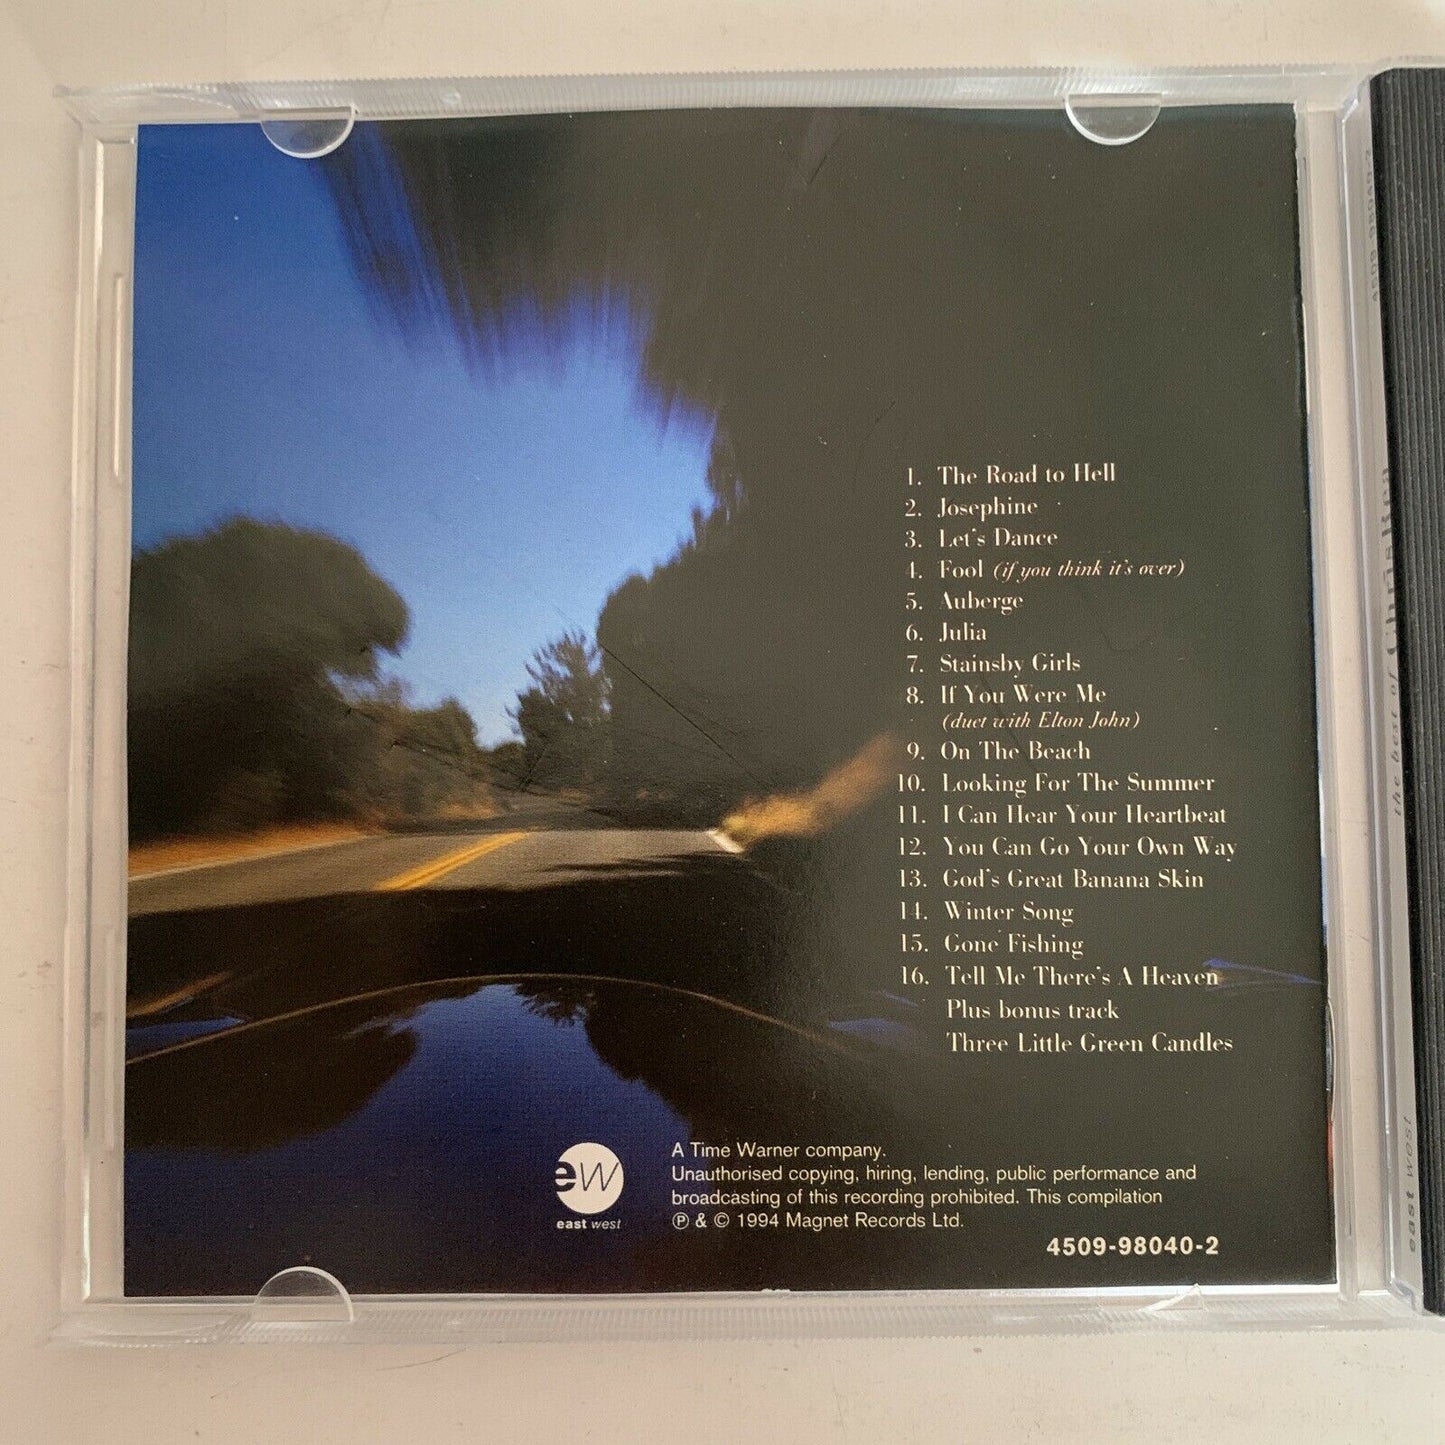 1. The Road to Hell
2. Josephine
3. Let's Dance
4. Fool (if you think it's over)
5. Auberge
6. Julia
7. Stainsby Girls
8. If You Were Me
(duet with Elton John)
9. On The Beach
10. Looking For The Summer
11. I Can Hear Your Heartbeat
12. You Can Go Your Own Way
13. God's Great Banana Skin
14. Winter Song
15. Gone Fishing
16. Tell Me There's A Heaven
Plus bonus track
Three Little Green Candles
ew
east west
A Time Warner company.
Unauthorised copying, hiring, lending, public performance and
broadcasting of this recording prohibited. This compilation
℗ & © 1994 Magnet Records Ltd.
4509-98040-2
the best of Chris Rea
east west